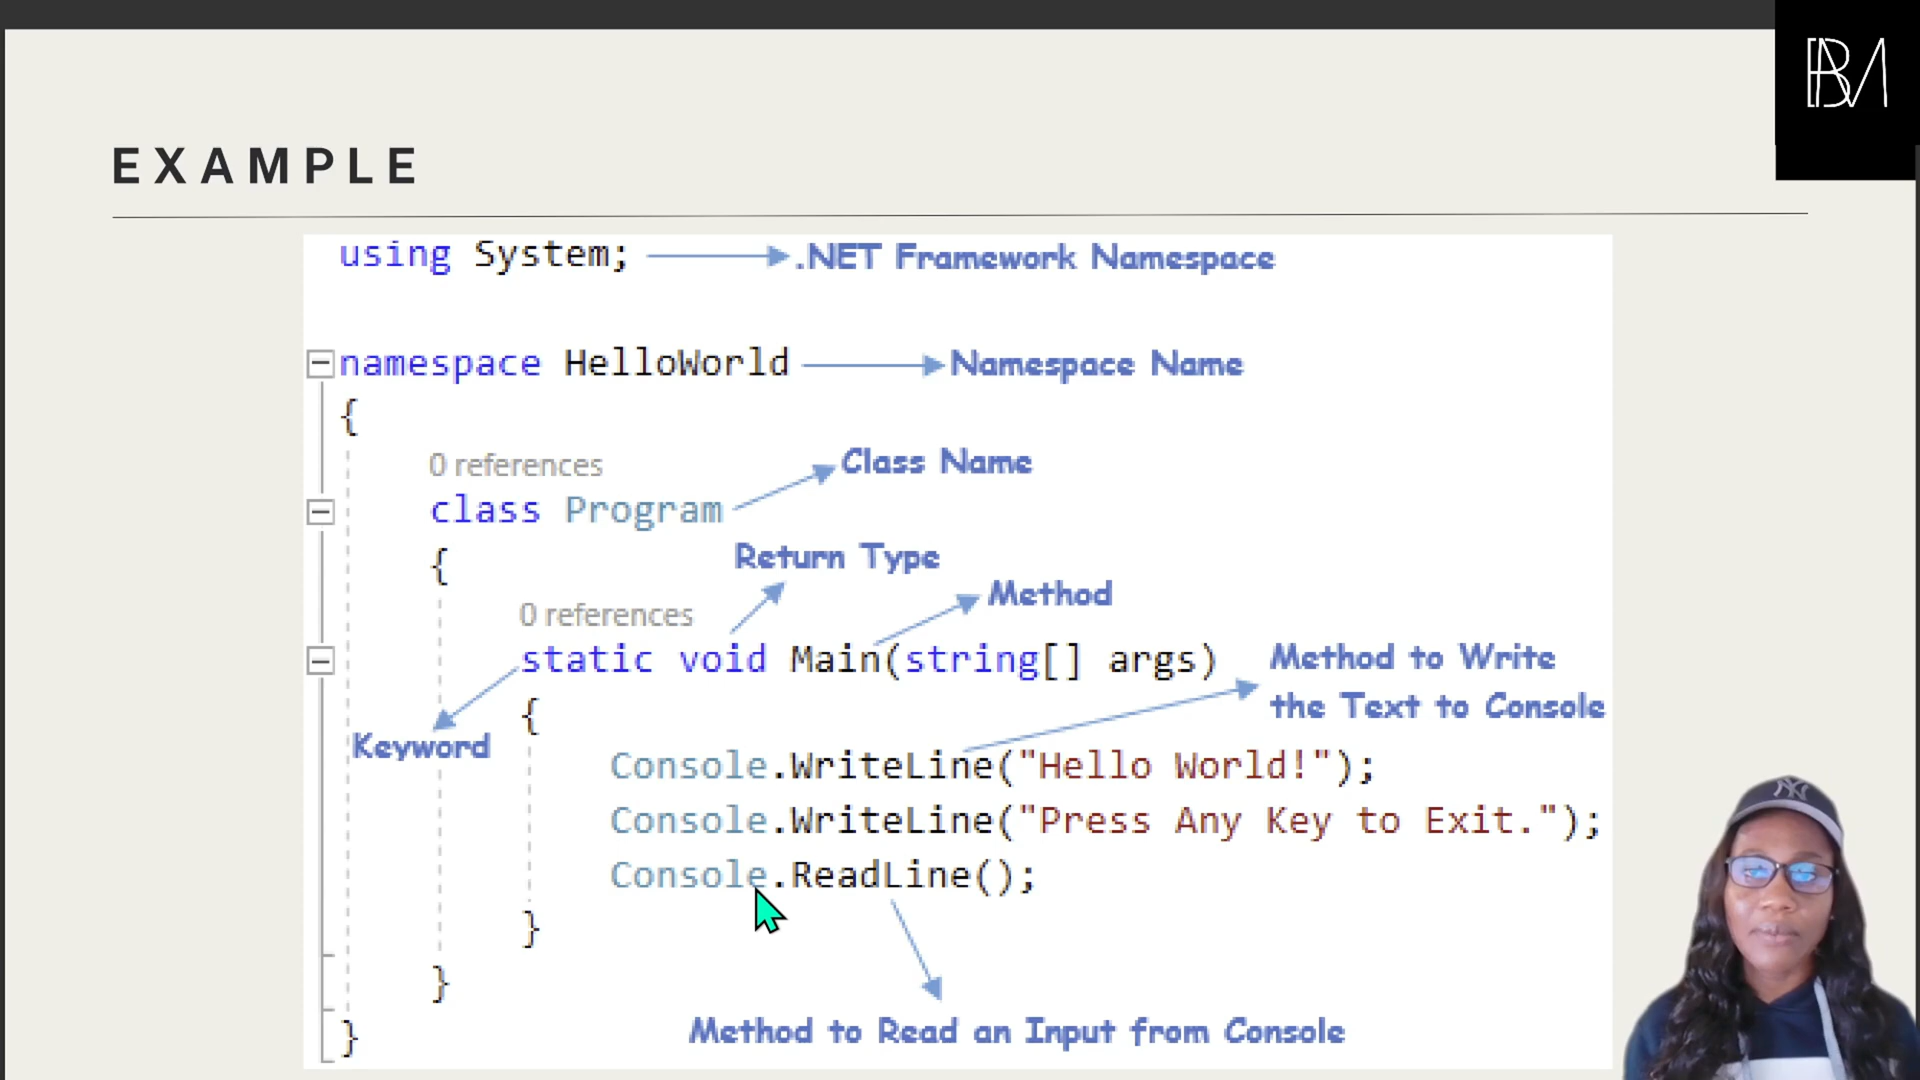 EXAMPLE
using System; .NET Framework Namespace
namespace HelloWorld Namespace Name
{
0 references
Class Name
class Program
Return Type
{
Method
0 references
static void Main(string[] args)
Method to Write
the Text to Console
{
Keyword
Console.WriteLine("Hello World!");
Console.WriteLine("Press Any Key to Exit.");
Console.ReadLine();
}
}
Method to Read an Input from Console
}